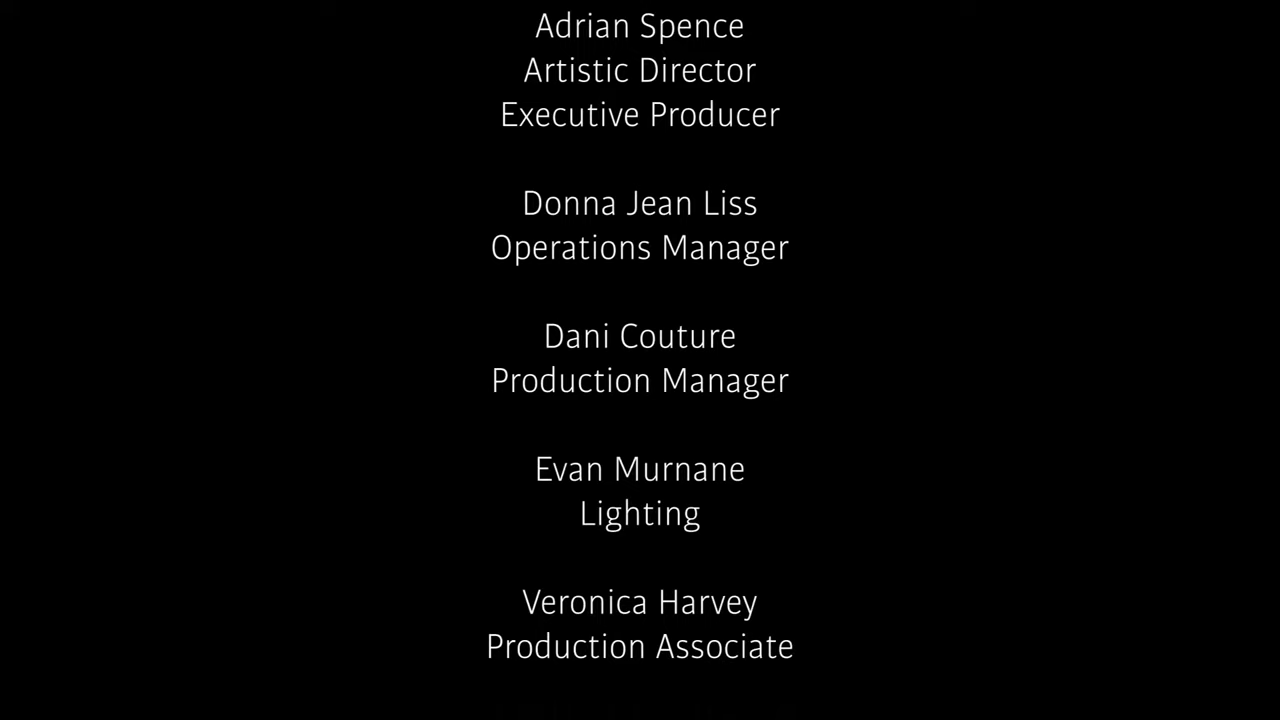 Adrian Spence
Artistic Director
Executive Producer
Donna Jean Liss
Operations Manager
Dani Couture
Production Manager
Evan Murnane
Lighting
Veronica Harvey
Production Associate